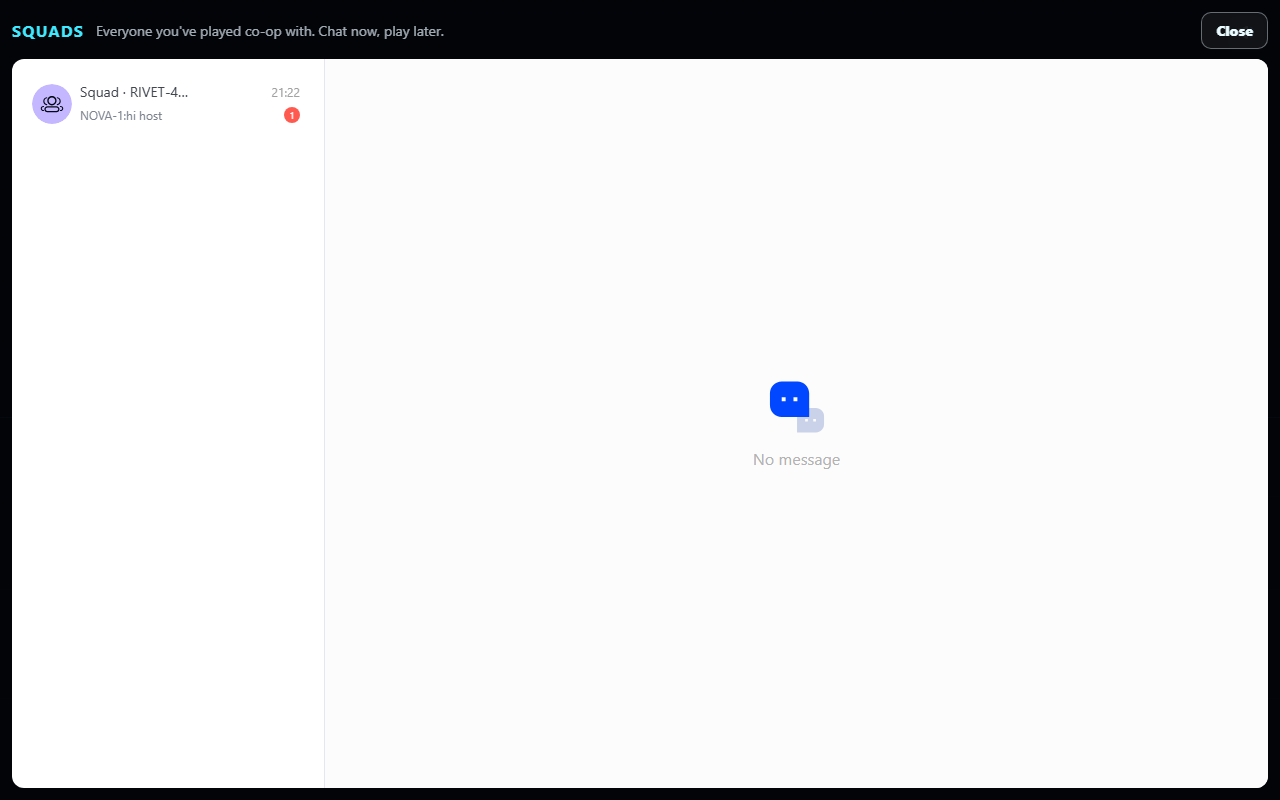 SQUADS Everyone you've played co-op with. Chat now, play later. Close
Squad · RIVET-4... 21:22
NOVA-1:hi host 1
No message